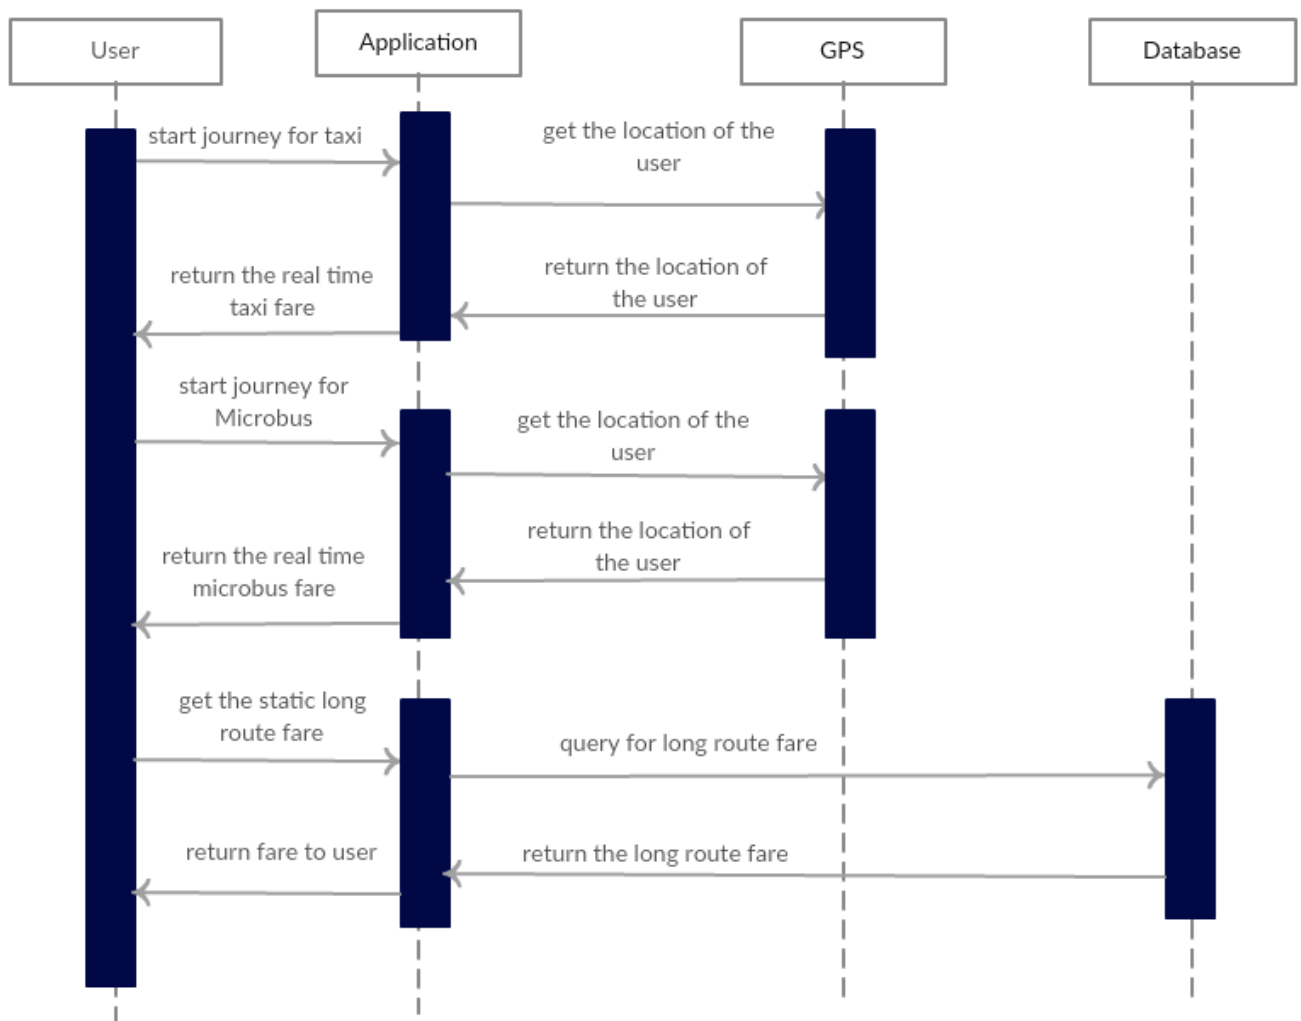 User
Application
GPS
Database
start journey for taxi
get the location of the
user
return the location of
the user
return the real time
taxi fare
start journey for
Microbus
get the location of the
user
return the location of
the user
return the real time
microbus fare
get the static long
route fare
query for long route fare
return the long route fare
return fare to user